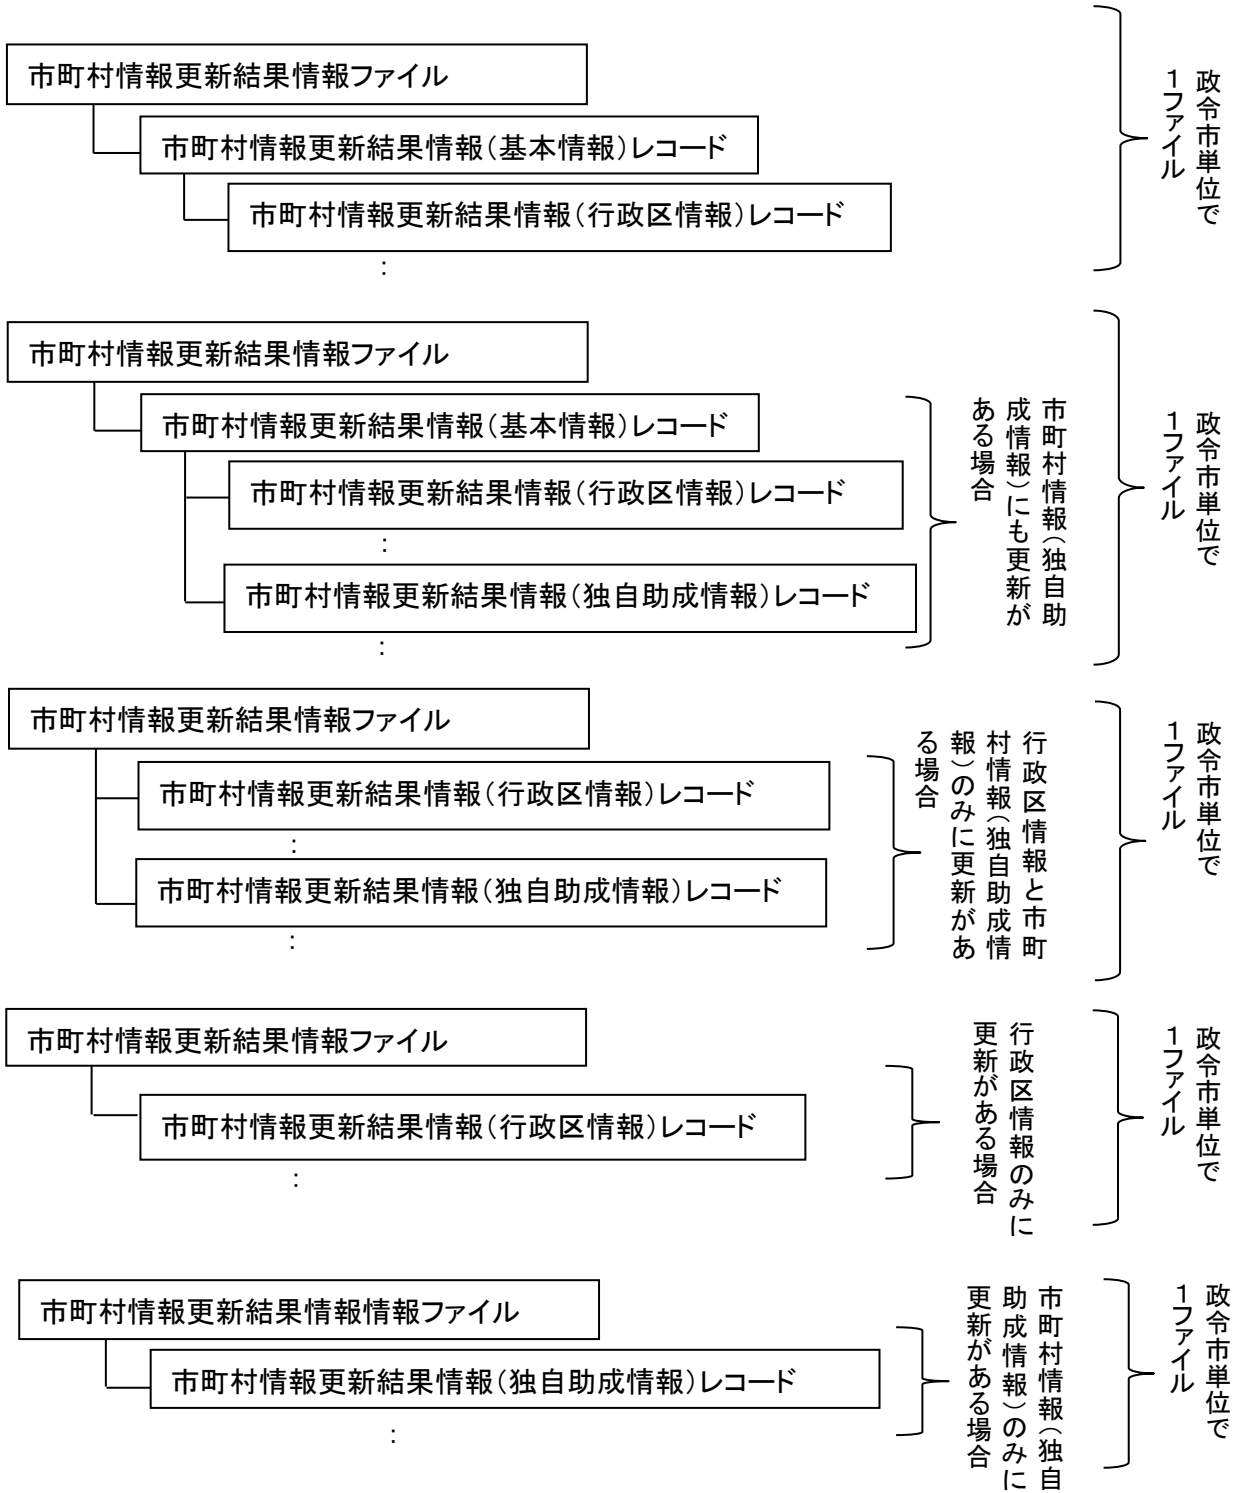 市町村情報更新結果情報ファイル
市町村情報更新結果情報（基本情報）レコード
市町村情報更新結果情報（行政区情報）レコード
：
政令市単位で
１ファイル
市町村情報更新結果情報ファイル
市町村情報更新結果情報（基本情報）レコード
市町村情報更新結果情報（行政区情報）レコード
：
市町村情報更新結果情報（独自助成情報）レコード
：
市町村情報（独自助
成情報）にも更新が
ある場合
政令市単位で
１ファイル
市町村情報更新結果情報ファイル
市町村情報更新結果情報（行政区情報）レコード
：
市町村情報更新結果情報（独自助成情報）レコード
：
行政区情報と市町
村情報（独自助成情
報）のみに更新があ
る場合
政令市単位で
１ファイル
市町村情報更新結果情報ファイル
市町村情報更新結果情報（行政区情報）レコード
：
行政区情報のみに
更新がある場合
政令市単位で
１ファイル
市町村情報更新結果情報情報ファイル
市町村情報更新結果情報（独自助成情報）レコード
：
市町村情報（独自
助成情報）のみに
更新がある場合
政令市単位で
１ファイル